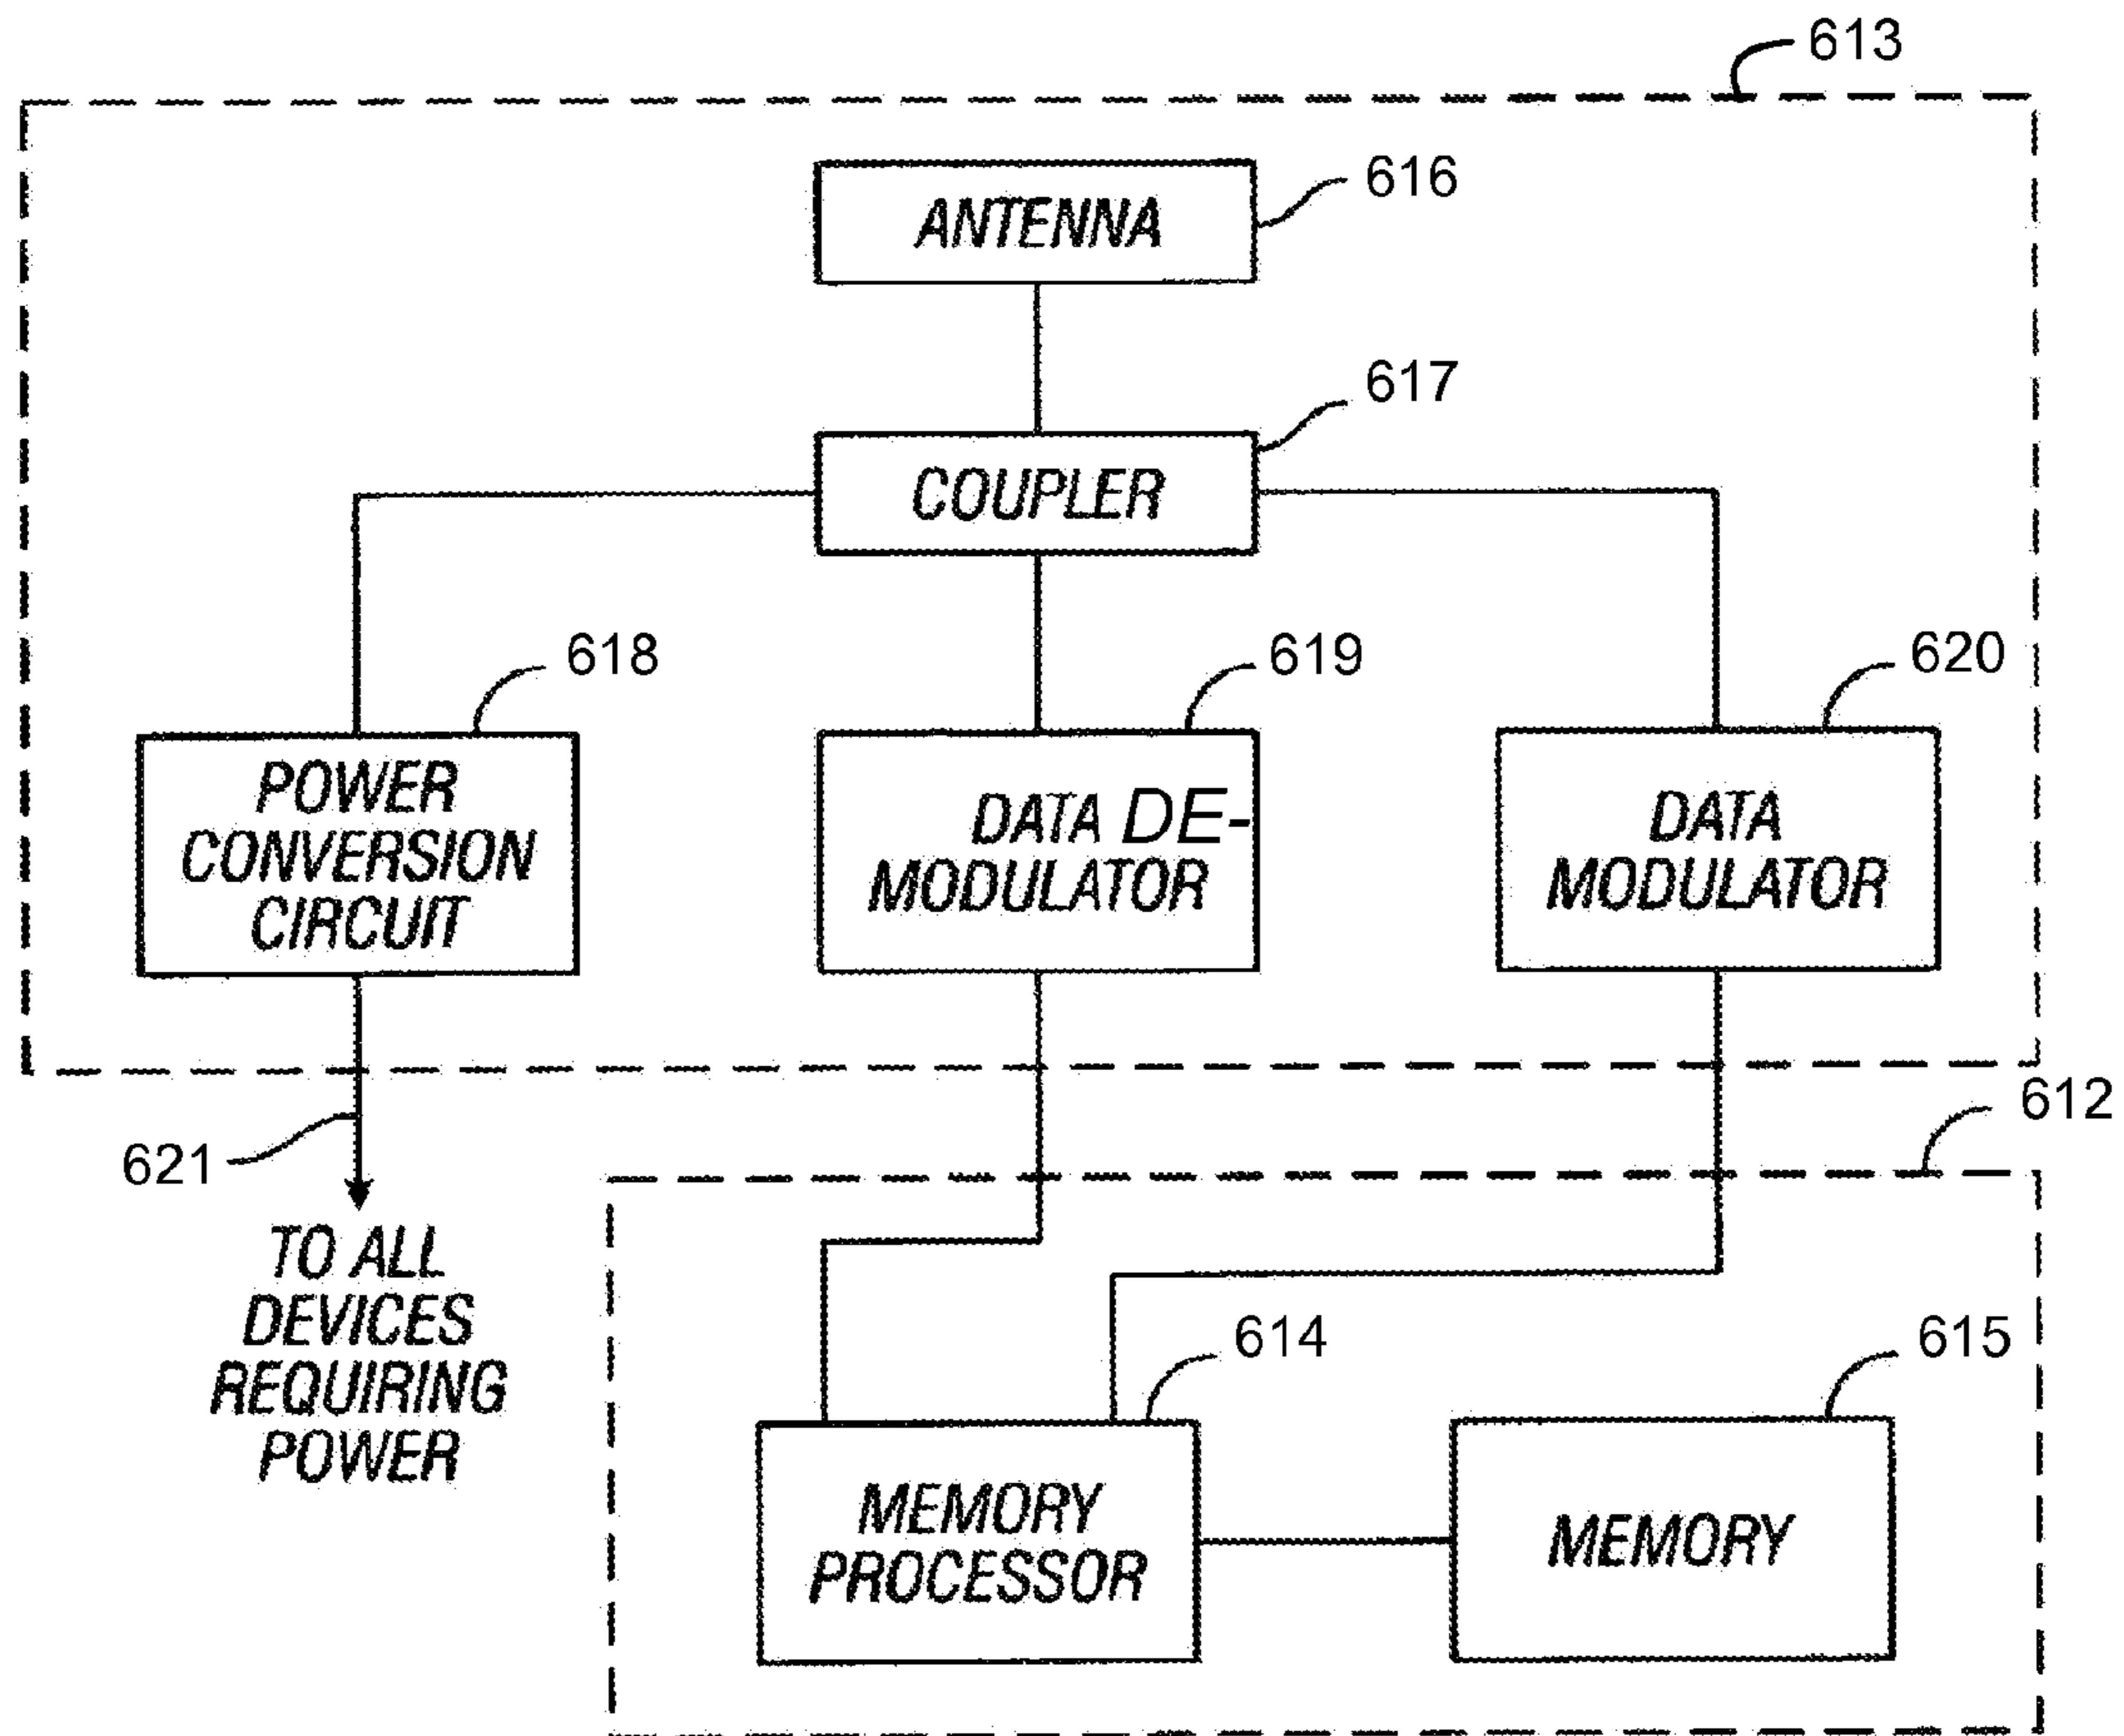 613
616
ANTENNA
617
COUPLER
618
619
620
POWER
CONVERSION
CIRCUIT
DATA DE-
MODULATOR
DATA
MODULATOR
612
621
TO ALL
DEVICES
REQUIRING
POWER
614
615
MEMORY
PROCESSOR
MEMORY